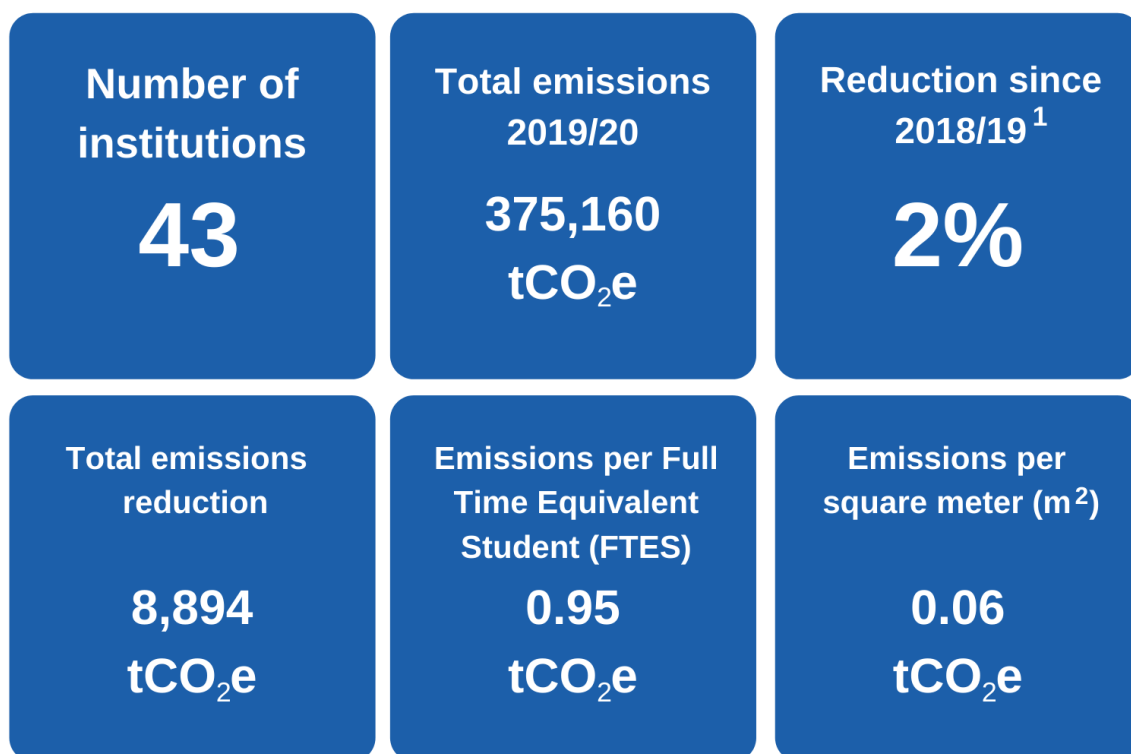 Number of
institutions
43
Total emissions
2019/20
375,160
tCO₂e
Reduction since
2018/19 ¹
2%
Total emissions
reduction
8,894
tCO₂e
Emissions per Full
Time Equivalent
Student (FTES)
0.95
tCO₂e
Emissions per
square meter (m²)
0.06
tCO₂e